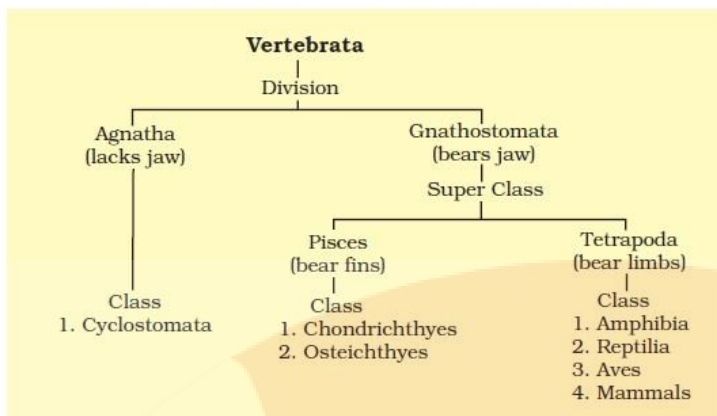 Vertebrata
Division
Agnatha
(lacks jaw)
Gnathostomata
(bears jaw)
Super Class
Pisces
(bear fins)
Tetrapoda
(bear limbs)
Class
1. Cyclostomata
Class
1. Chondrichthyes
2. Osteichthyes
Class
1. Amphibia
2. Reptilia
3. Aves
4. Mammals